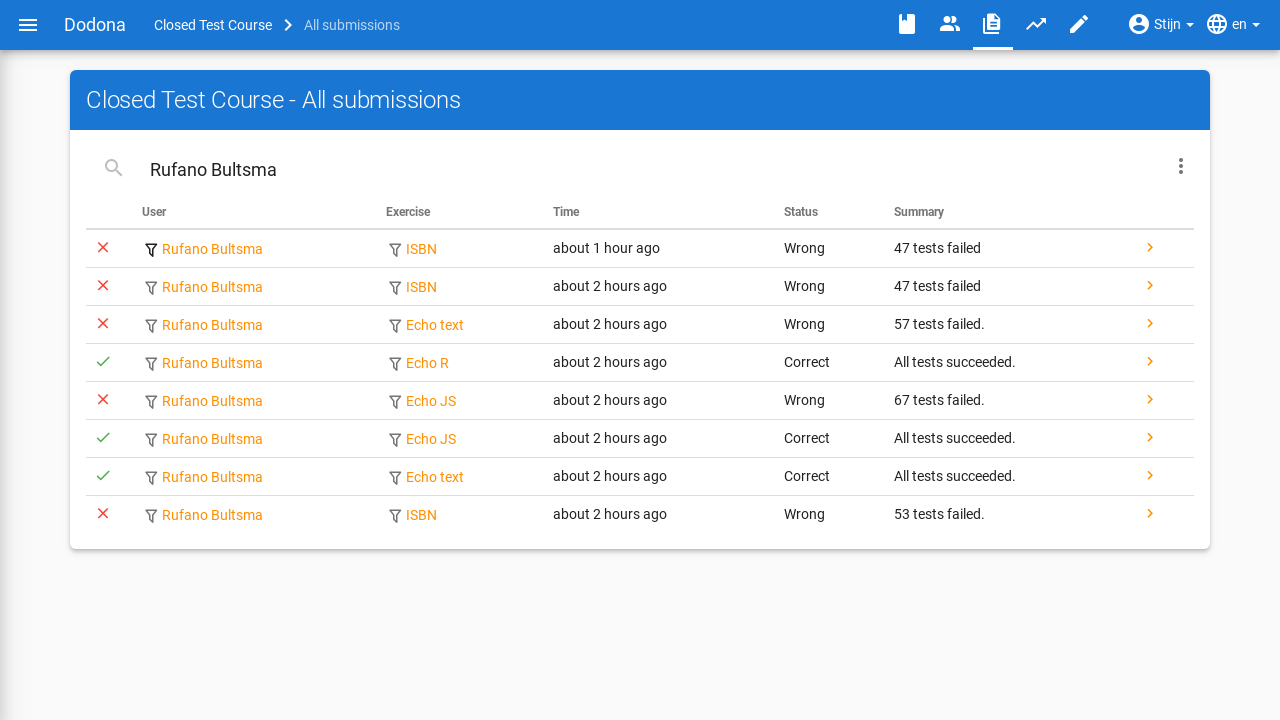 Dodona Closed Test Course All submissions Stijn en
Closed Test Course - All submissions
Rufano Bultsma
User Exercise Time Status Summary
Rufano Bultsma ISBN about 1 hour ago Wrong 47 tests failed
Rufano Bultsma ISBN about 2 hours ago Wrong 47 tests failed
Rufano Bultsma Echo text about 2 hours ago Wrong 57 tests failed.
Rufano Bultsma Echo R about 2 hours ago Correct All tests succeeded.
Rufano Bultsma Echo JS about 2 hours ago Wrong 67 tests failed.
Rufano Bultsma Echo JS about 2 hours ago Correct All tests succeeded.
Rufano Bultsma Echo text about 2 hours ago Correct All tests succeeded.
Rufano Bultsma ISBN about 2 hours ago Wrong 53 tests failed.